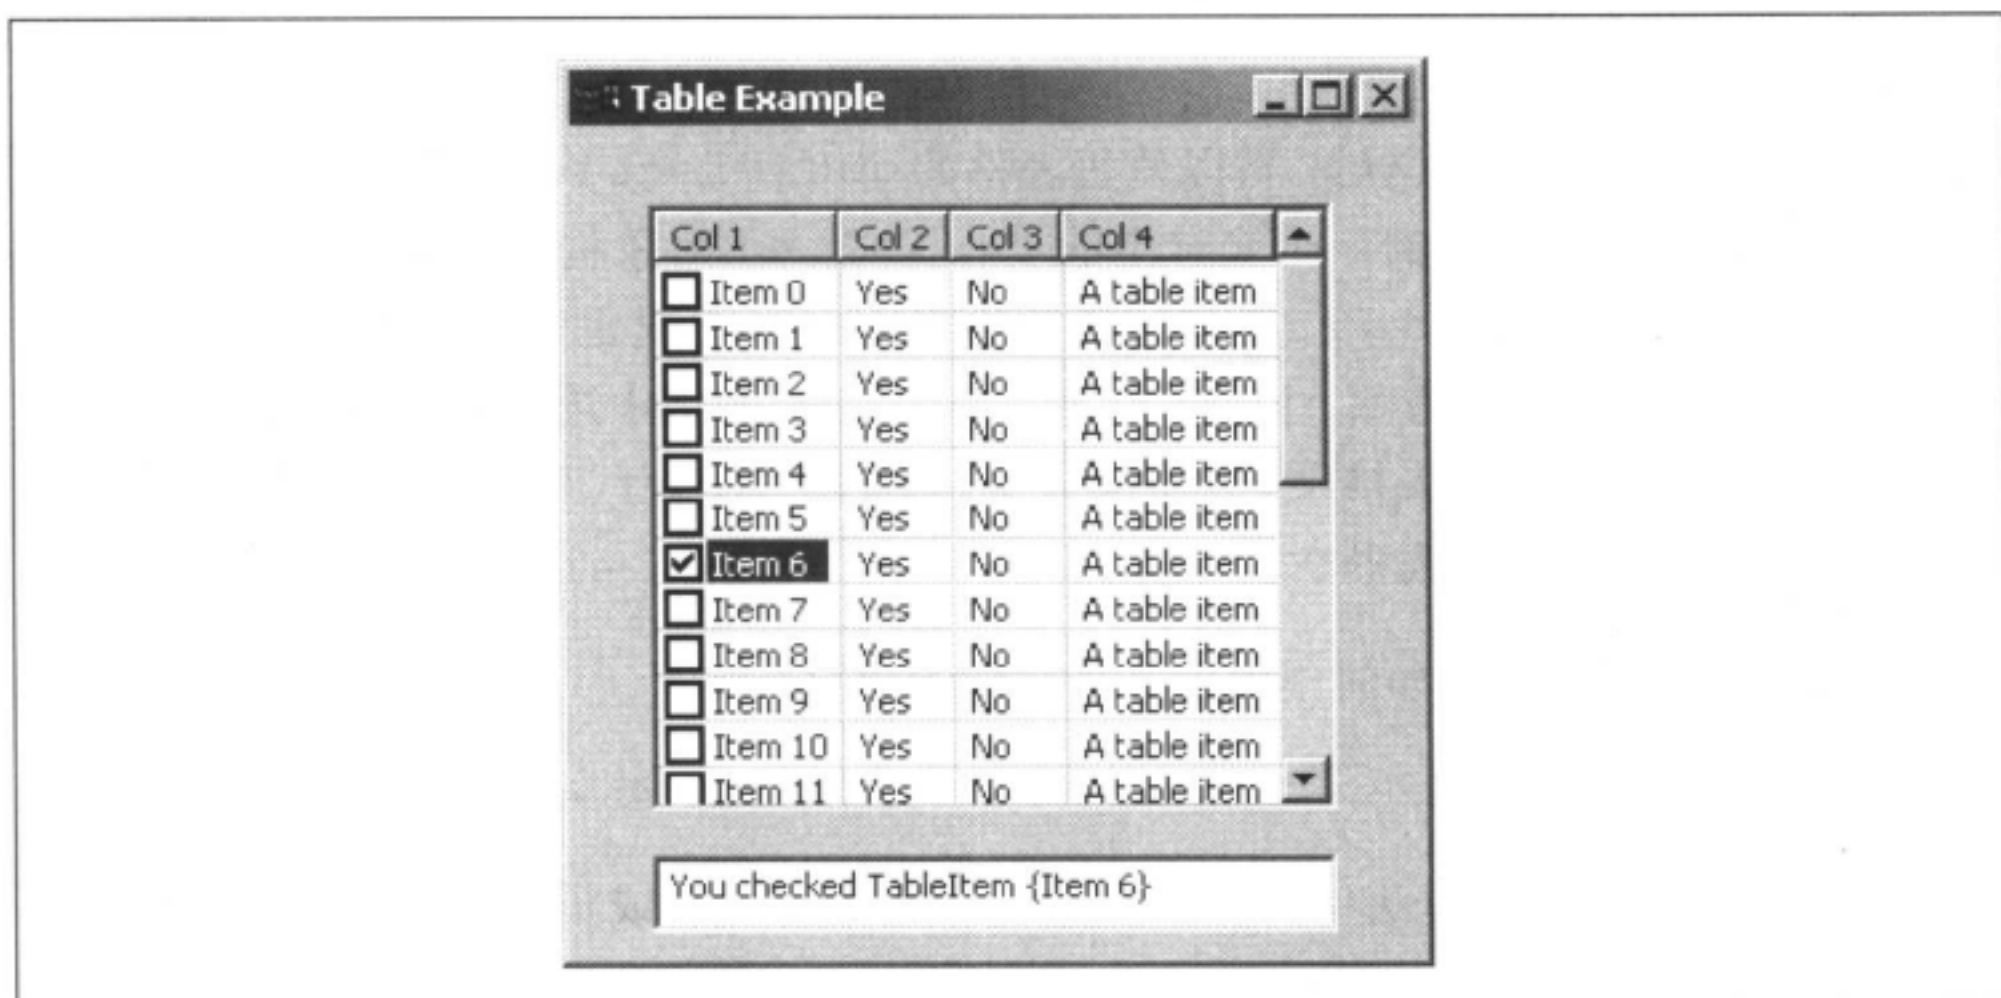 Table Example
Col 1 Col 2 Col 3 Col 4
Item 0 Yes No A table item
Item 1 Yes No A table item
Item 2 Yes No A table item
Item 3 Yes No A table item
Item 4 Yes No A table item
Item 5 Yes No A table item
Item 6 Yes No A table item
Item 7 Yes No A table item
Item 8 Yes No A table item
Item 9 Yes No A table item
Item 10 Yes No A table item
Item 11 Yes No A table item
You checked TableItem {Item 6}